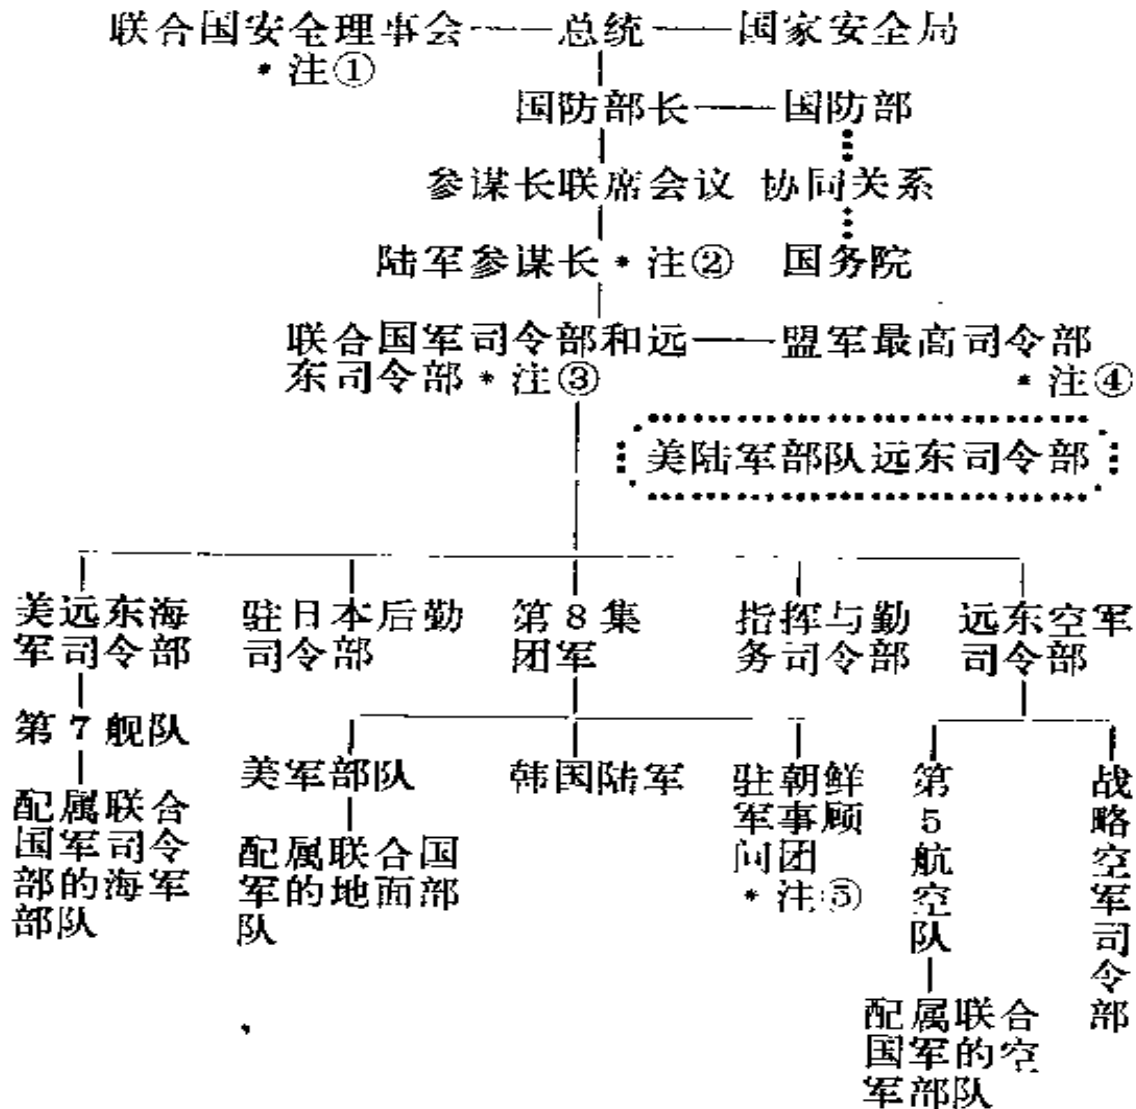 联合国安全理事会 总统 国家安全局
*注①
国防部长 国防部
参谋长联席会议 协同关系
陆军参谋长*注② 国务院
联合国军司令部和远
东司令部*注③
盟军最高司令部
*注④
美陆军部队远东司令部
美远东海
军司令部
驻日本后勤
司令部
第8集
团军
指挥与勤
务司令部
远东空军
司令部
第7舰队
配属联合
国军司令
部的海军
部队
美军部队
配属联合国
军的地面部
队
韩国陆军
驻朝鲜
军事顾
问团
*注⑤
第5航空队
配属联合
国军的空
军部队
战略空军司令部